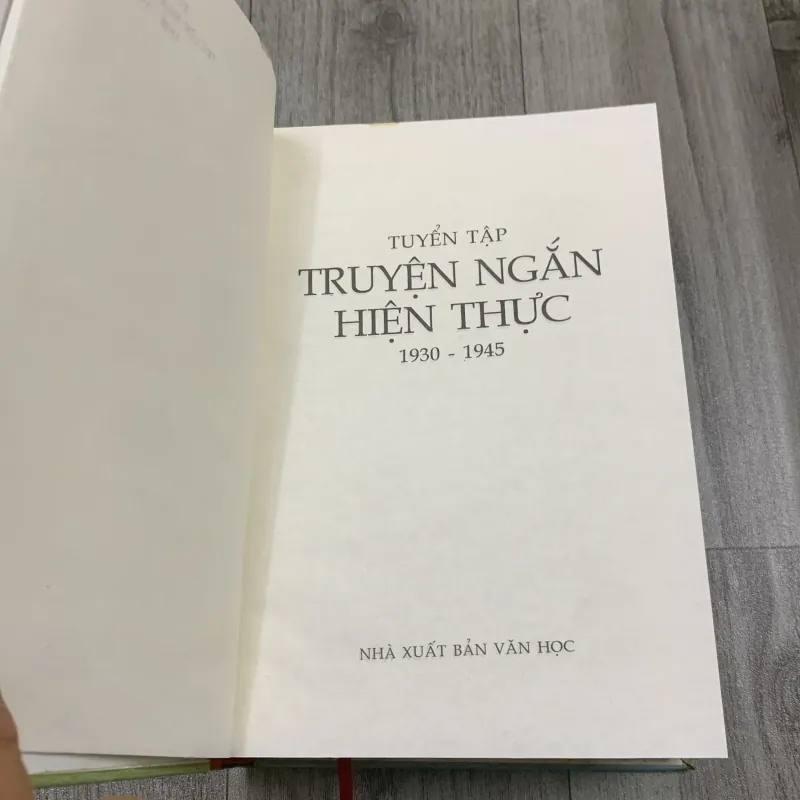 TUYỂN TẬP
TRUYỆN NGẮN
HIỆN THỰC
1930 - 1945
NHÀ XUẤT BẢN VĂN HỌC